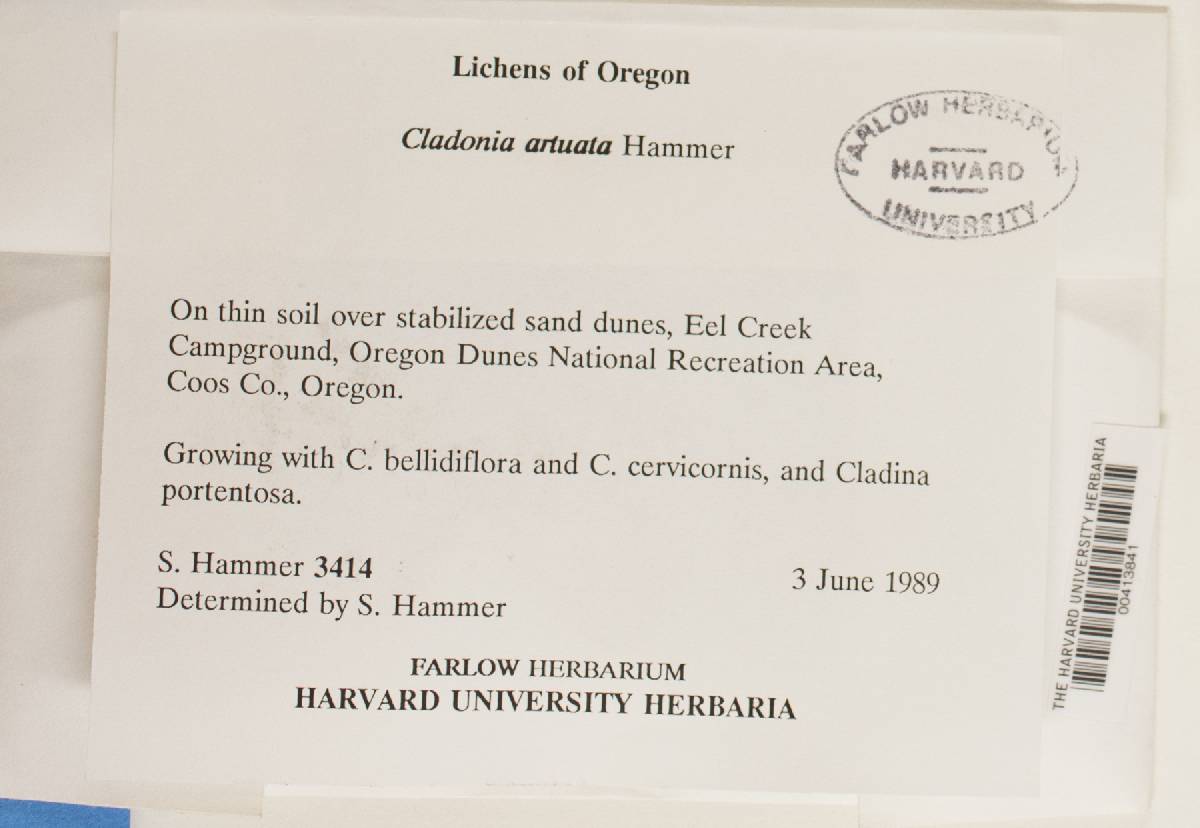 Lichens of Oregon
Cladonia artuata Hammer
FARLOW HERBARIUM
HARVARD
UNIVERSITY
On thin soil over stabilized sand dunes, Eel Creek
Campground, Oregon Dunes National Recreation Area,
Coos Co., Oregon.
Growing with C. bellidiflora and C. cervicornis, and Cladina
portentosa.
S. Hammer 3414
3 June 1989
Determined by S. Hammer
FARLOW HERBARIUM
HARVARD UNIVERSITY HERBARIA
THE HARVARD UNIVERSITY HERBARIA
00413841